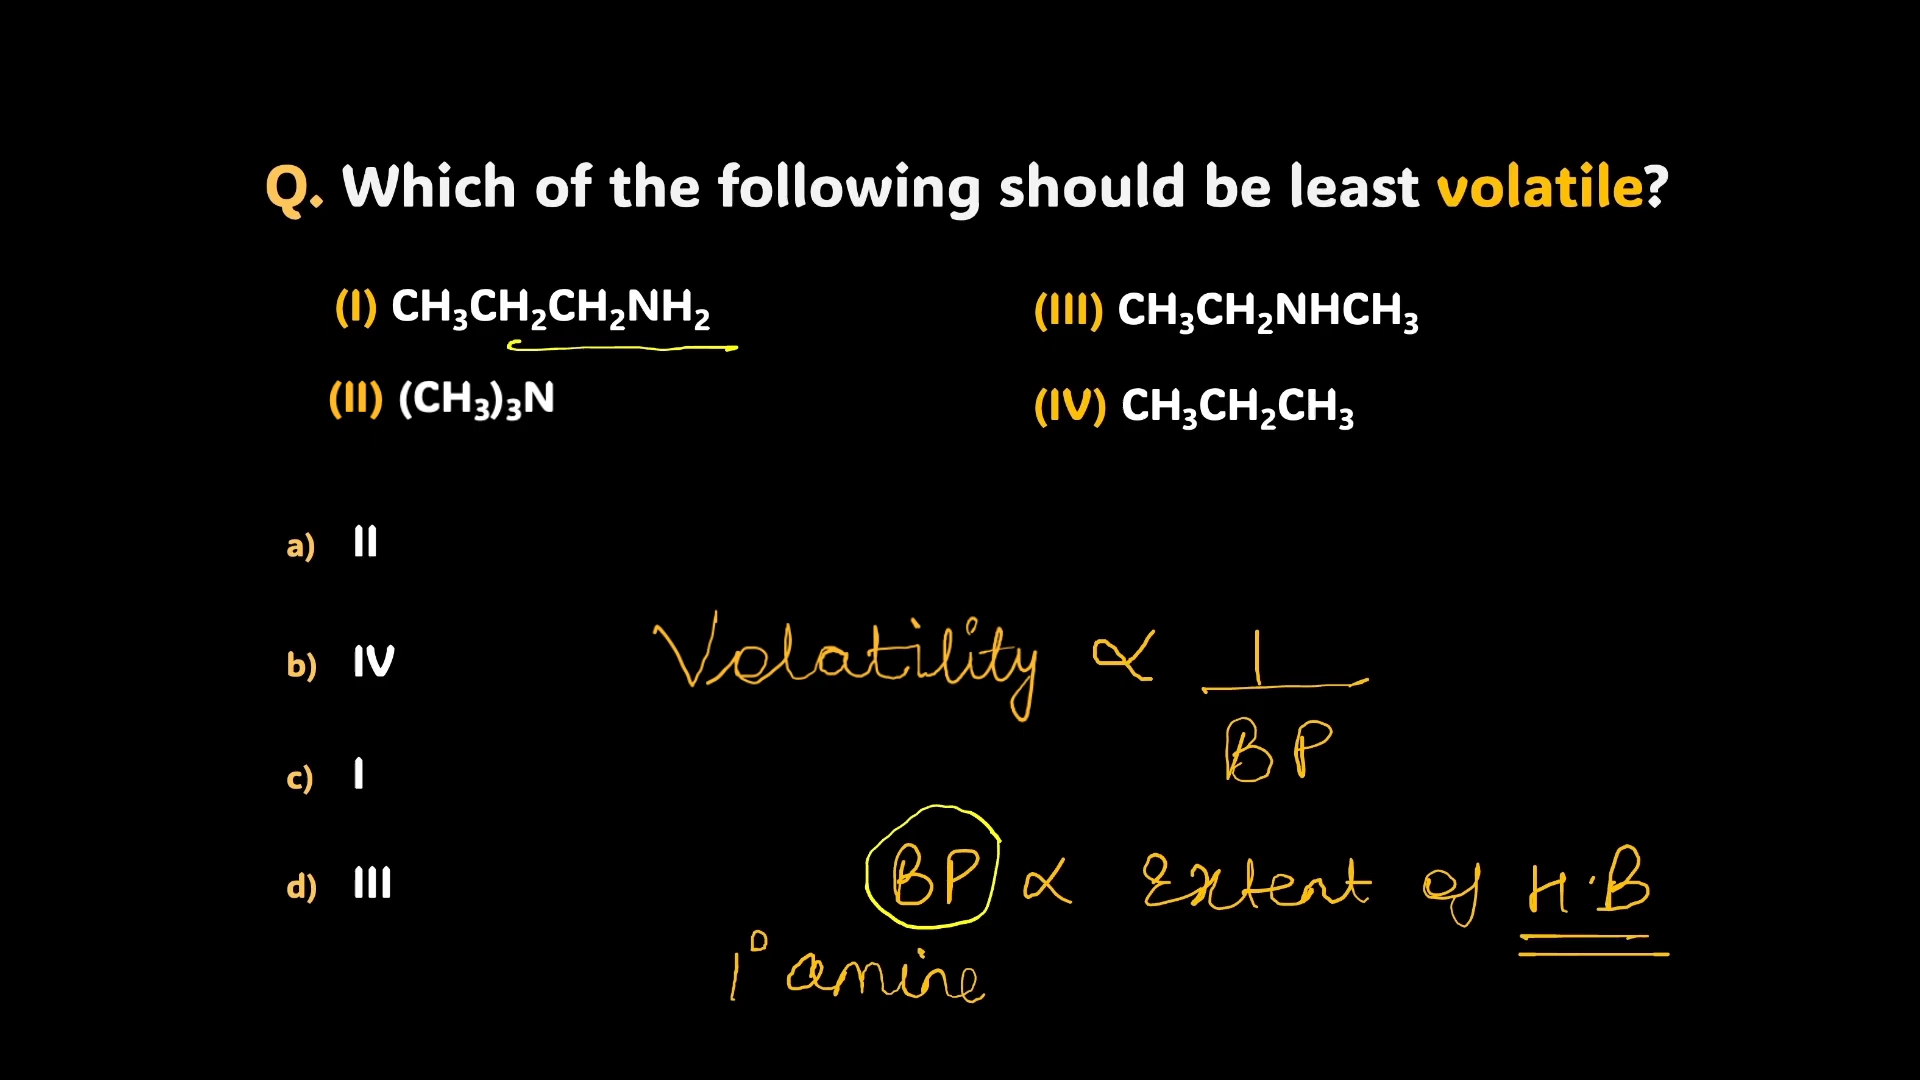 Q. Which of the following should be least volatile?
(I) CH₃CH₂CH₂NH₂
(III) CH₃CH₂NHCH₃
(II) (CH₃)₃N
(IV) CH₃CH₂CH₃
a) II
b) IV
c) I
d) III
Volatility ∝ 1/BP
BP ∝ Extent of H.B
1° amine